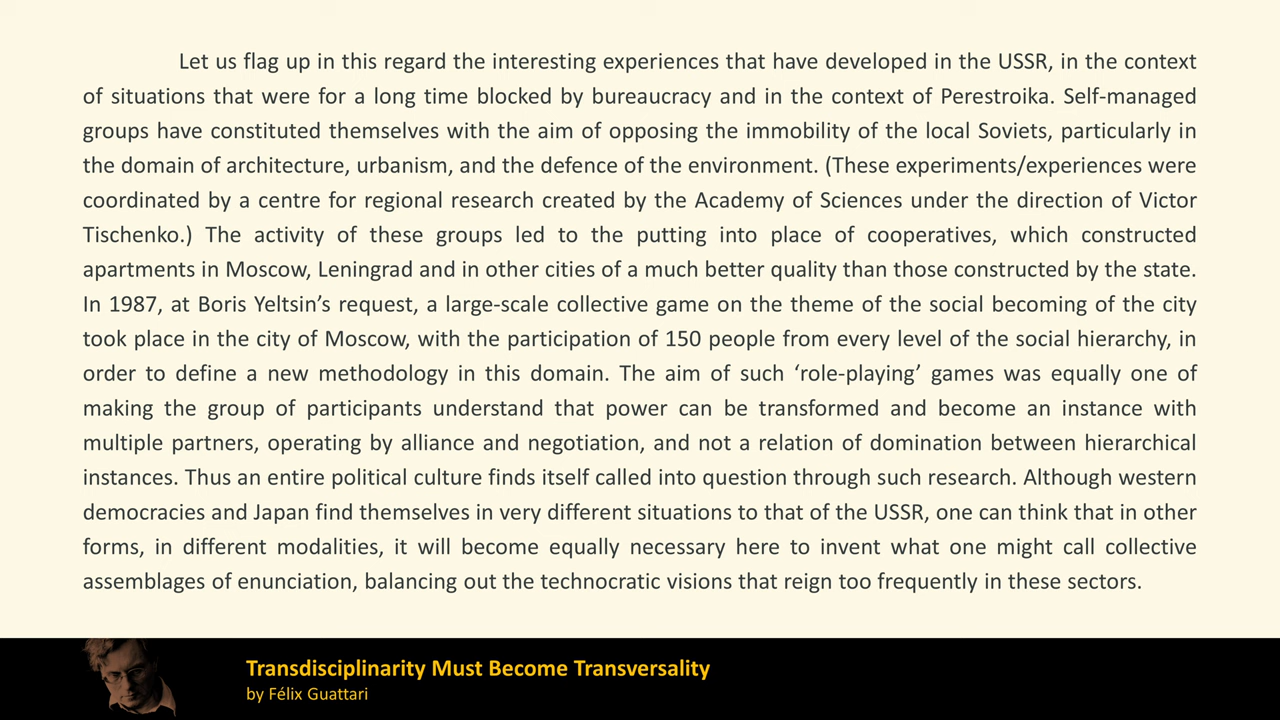 Let us flag up in this regard the interesting experiences that have developed in the USSR, in the context
of situations that were for a long time blocked by bureaucracy and in the context of Perestroika. Self-managed
groups have constituted themselves with the aim of opposing the immobility of the local Soviets, particularly in
the domain of architecture, urbanism, and the defence of the environment. (These experiments/experiences were
coordinated by a centre for regional research created by the Academy of Sciences under the direction of Victor
Tischenko.) The activity of these groups led to the putting into place of cooperatives, which constructed
apartments in Moscow, Leningrad and in other cities of a much better quality than those constructed by the state.
In 1987, at Boris Yeltsin’s request, a large-scale collective game on the theme of the social becoming of the city
took place in the city of Moscow, with the participation of 150 people from every level of the social hierarchy, in
order to define a new methodology in this domain. The aim of such ‘role-playing’ games was equally one of
making the group of participants understand that power can be transformed and become an instance with
multiple partners, operating by alliance and negotiation, and not a relation of domination between hierarchical
instances. Thus an entire political culture finds itself called into question through such research. Although western
democracies and Japan find themselves in very different situations to that of the USSR, one can think that in other
forms, in different modalities, it will become equally necessary here to invent what one might call collective
assemblages of enunciation, balancing out the technocratic visions that reign too frequently in these sectors.
Transdisciplinarity Must Become Transversality
by Félix Guattari